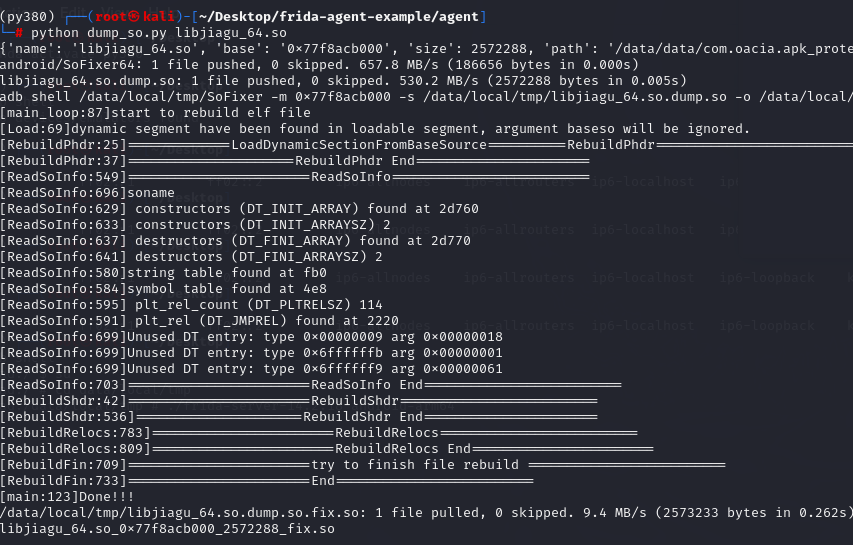 (py380) ┌──(root㉿kali)-[~/Desktop/frida-agent-example/agent]
└─# python dump_so.py libjiagu_64.so
{'name': 'libjiagu_64.so', 'base': '0×77f8acb000', 'size': 2572288, 'path': '/data/data/com.oacia.apk_prote
android/SoFixer64: 1 file pushed, 0 skipped. 657.8 MB/s (186656 bytes in 0.000s)
libjiagu_64.so.dump.so: 1 file pushed, 0 skipped. 530.2 MB/s (2572288 bytes in 0.005s)
adb shell /data/local/tmp/SoFixer -m 0×77f8acb000 -s /data/local/tmp/libjiagu_64.so.dump.so -o /data/local/
[main_loop:87]start to rebuild elf file
[Load:69]dynamic segment have been found in loadable segment, argument baseso will be ignored.
[RebuildPhdr:25]=============LoadDynamicSectionFromBaseSource==========RebuildPhdr=========================
[RebuildPhdr:37]=====================RebuildPhdr End======================
[ReadSoInfo:549]=======================ReadSoInfo=========================
[ReadSoInfo:696]soname
[ReadSoInfo:629] constructors (DT_INIT_ARRAY) found at 2d760
[ReadSoInfo:633] constructors (DT_INIT_ARRAYSZ) 2
[ReadSoInfo:637] destructors (DT_FINI_ARRAY) found at 2d770
[ReadSoInfo:641] destructors (DT_FINI_ARRAYSZ) 2
[ReadSoInfo:580]string table found at fb0
[ReadSoInfo:584]symbol table found at 4e8
[ReadSoInfo:595] plt_rel_count (DT_PLTRELSZ) 114
[ReadSoInfo:591] plt_rel (DT_JMPREL) found at 2220
[ReadSoInfo:699]Unused DT entry: type 0×00000009 arg 0×00000018
[ReadSoInfo:699]Unused DT entry: type 0×6ffffffb arg 0×00000001
[ReadSoInfo:699]Unused DT entry: type 0×6ffffff9 arg 0×00000061
[ReadSoInfo:703]=======================ReadSoInfo End=========================
[RebuildShdr:42]=======================RebuildShdr=========================
[RebuildShdr:536]=====================RebuildShdr End======================
[RebuildRelocs:783]=======================RebuildRelocs=========================
[RebuildRelocs:809]=======================RebuildRelocs End=======================
[RebuildFin:709]=======================try to finish file rebuild =========================
[RebuildFin:733]=======================End=========================
[main:123]Done!!!
/data/local/tmp/libjiagu_64.so.dump.so.fix.so: 1 file pulled, 0 skipped. 9.4 MB/s (2573233 bytes in 0.262s)
libjiagu_64.so_0×77f8acb000_2572288_fix.so